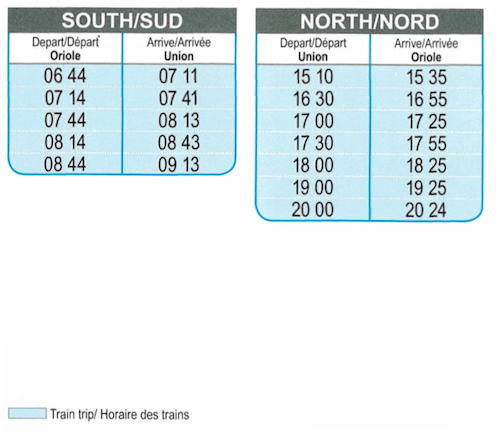 SOUTH/SUD
Depart/Départ* Arrive/Arrivée
Oriole Union
06 44 07 11
07 14 07 41
07 44 08 13
08 14 08 43
08 44 09 13
NORTH/NORD
Depart/Départ Arrive/Arrivée
Union Oriole
15 10 15 35
16 30 16 55
17 00 17 25
17 30 17 55
18 00 18 25
19 00 19 25
20 00 20 24
Train trip/ Horaire des trains